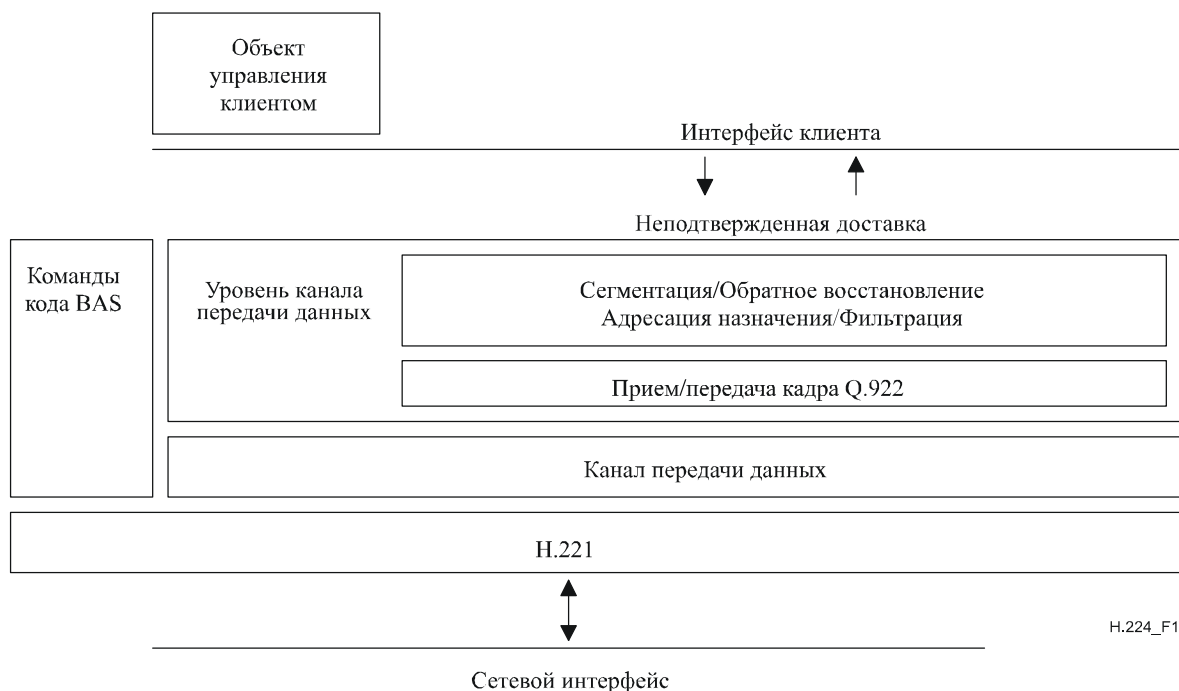 Объект
управления
клиентом
Интерфейс клиента
Неподтвержденная доставка
Команды
кода BAS
Уровень канала
передачи данных
Сегментация/Обратное восстановление
Адресация назначения/Фильтрация
Прием/передача кадра Q.922
Канал передачи данных
H.221
H.224_F1
Сетевой интерфейс